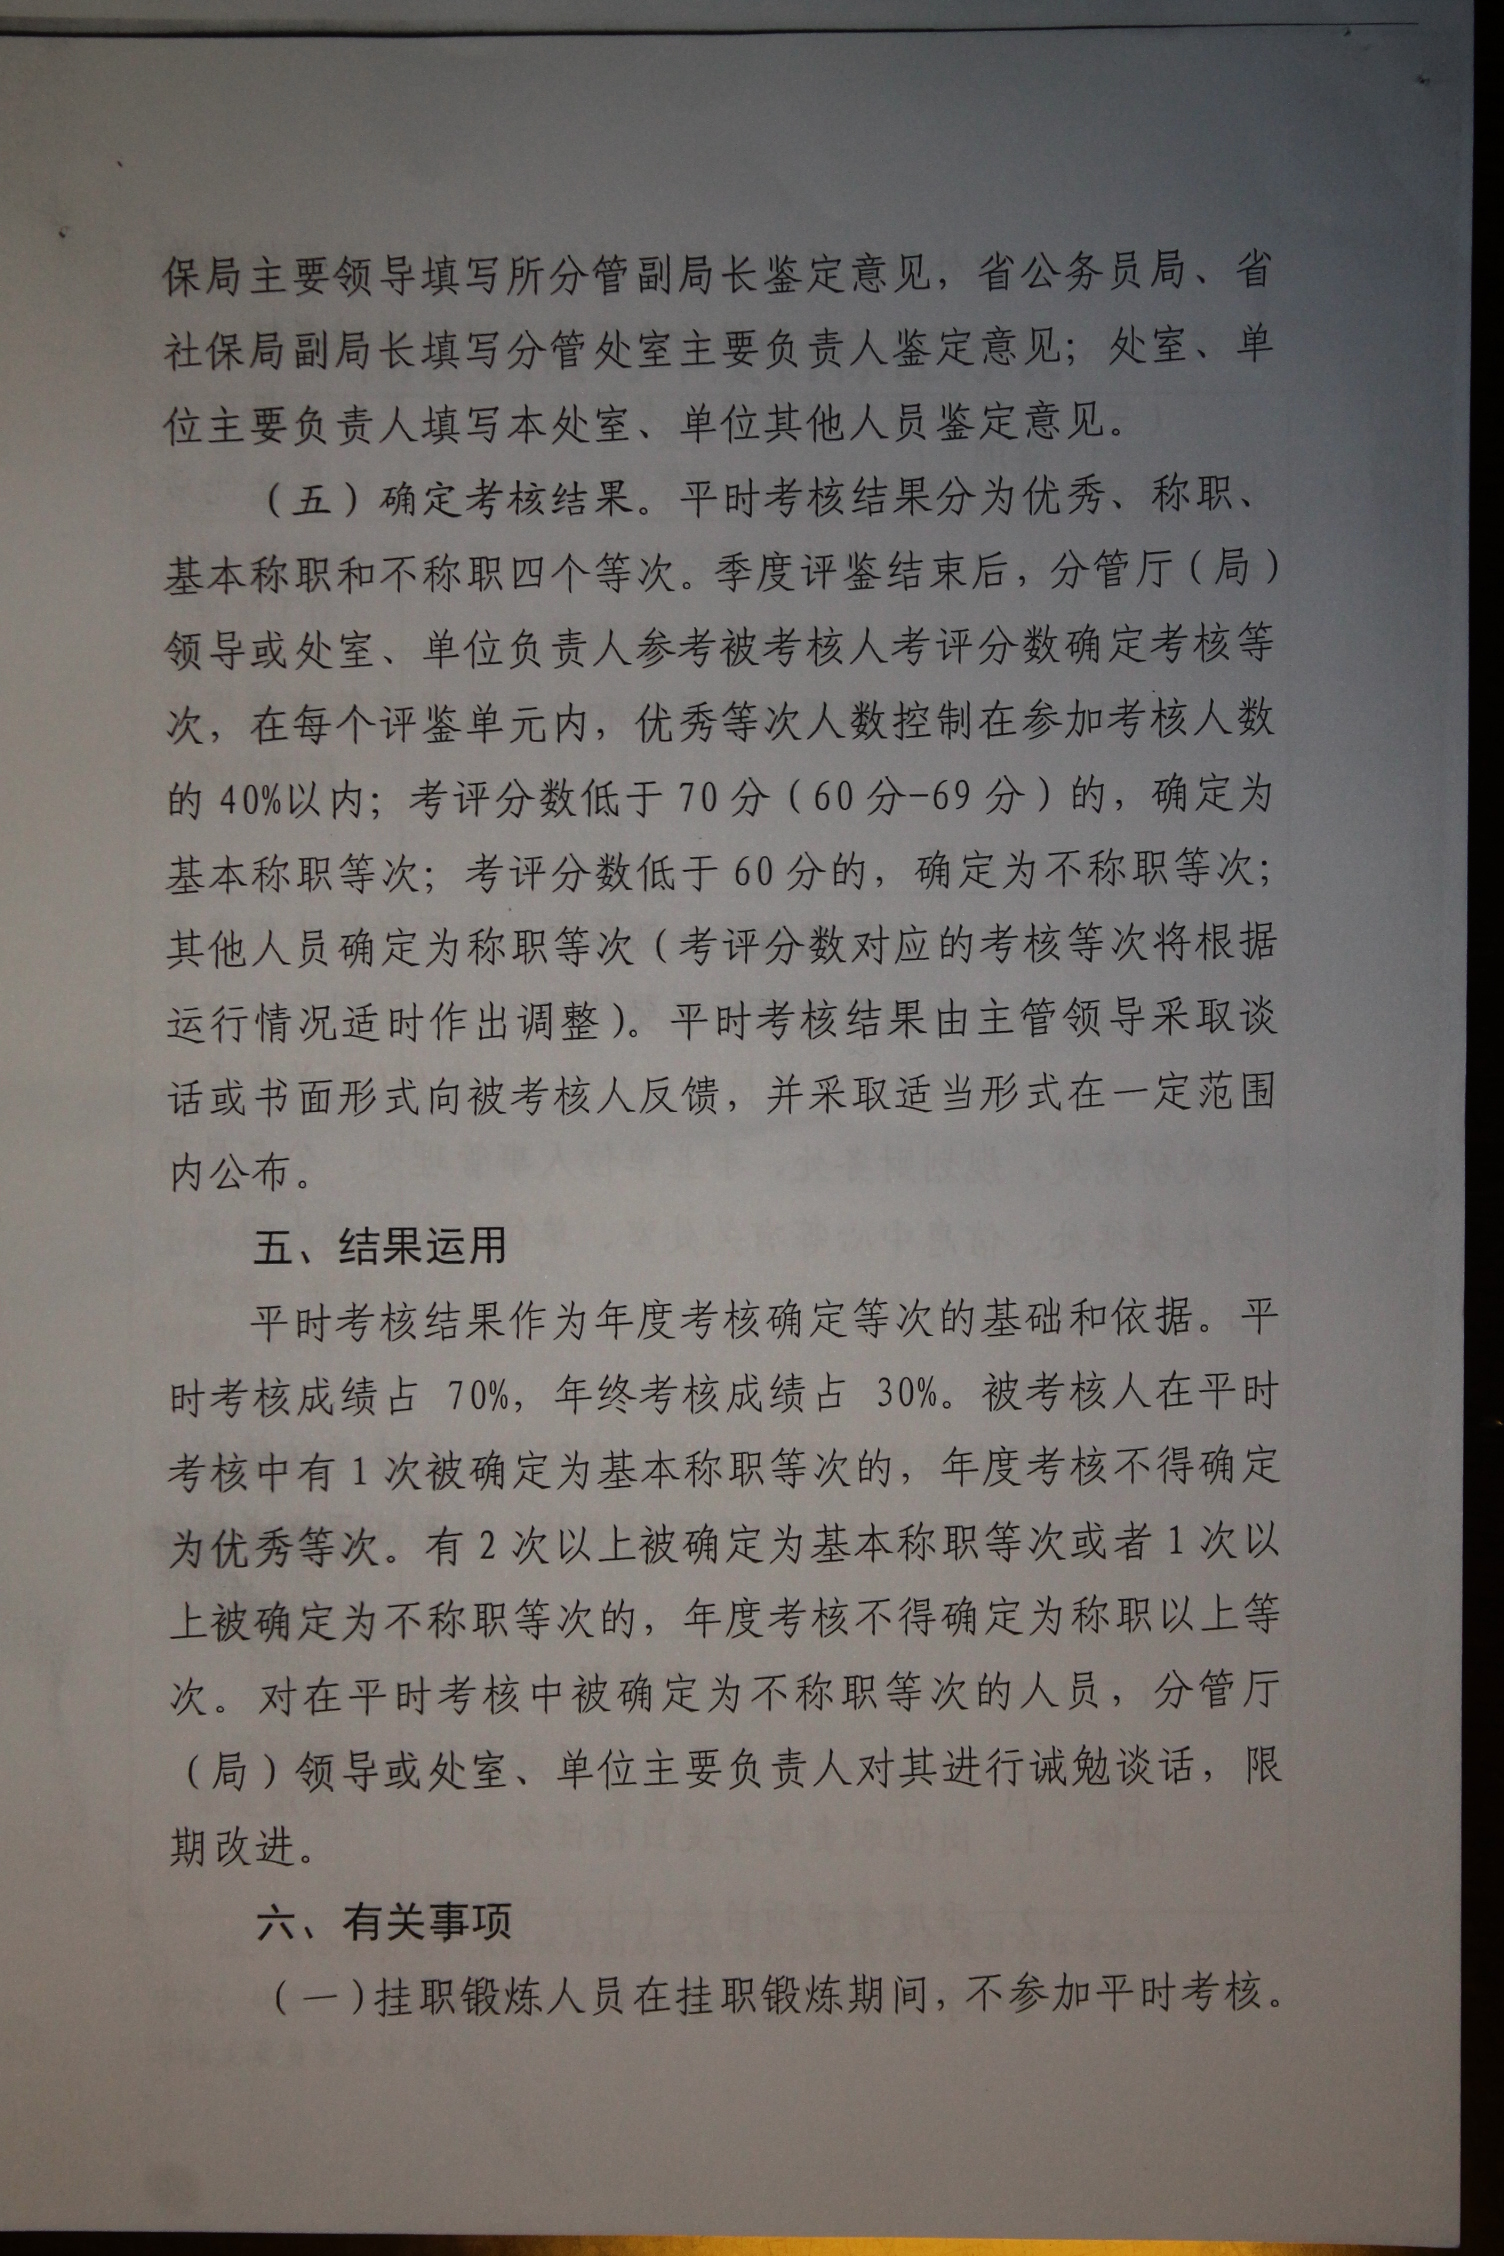 保局主要领导填写所分管副局长鉴定意见，省公务员局、省
社保局副局长填写分管处室主要负责人鉴定意见；处室、单
位主要负责人填写本处室、单位其他人员鉴定意见。
（五）确定考核结果。平时考核结果分为优秀、称职、
基本称职和不称职四个等次。季度评鉴结束后，分管厅（局）
领导或处室、单位负责人参考被考核人考评分数确定考核等
次，在每个评鉴单元内，优秀等次人数控制在参加考核人数
的 40%以内；考评分数低于 70 分（60 分-69 分）的，确定为
基本称职等次；考评分数低于 60 分的，确定为不称职等次；
其他人员确定为称职等次（考评分数对应的考核等次将根据
运行情况适时作出调整）。平时考核结果由主管领导采取谈
话或书面形式向被考核人反馈，并采取适当形式在一定范围
内公布。
五、结果运用
平时考核结果作为年度考核确定等次的基础和依据。平
时考核成绩占 70%，年终考核成绩占 30%。被考核人在平时
考核中有 1 次被确定为基本称职等次的，年度考核不得确定
为优秀等次。有 2 次以上被确定为基本称职等次或者 1 次以
上被确定为不称职等次的，年度考核不得确定为称职以上等
次。对在平时考核中被确定为不称职等次的人员，分管厅
（局）领导或处室、单位主要负责人对其进行诫勉谈话，限
期改进。
六、有关事项
（一）挂职锻炼人员在挂职锻炼期间，不参加平时考核。